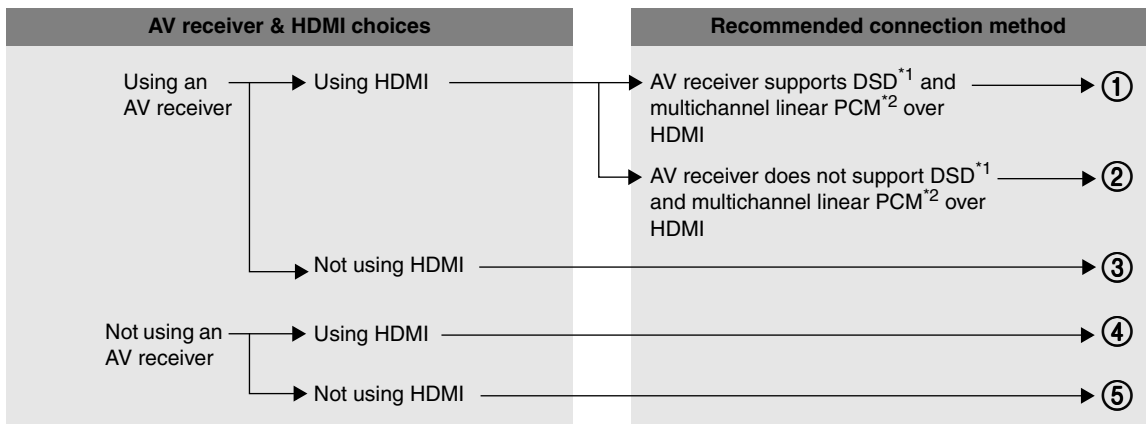 AV receiver & HDMI choices
Recommended connection method
Using an
AV receiver
Using HDMI
AV receiver supports DSD*1 and
multichannel linear PCM*2 over
HDMI
①
AV receiver does not support DSD*1
and multichannel linear PCM*2 over
HDMI
②
Not using HDMI
③
Not using an
AV receiver
Using HDMI
④
Not using HDMI
⑤